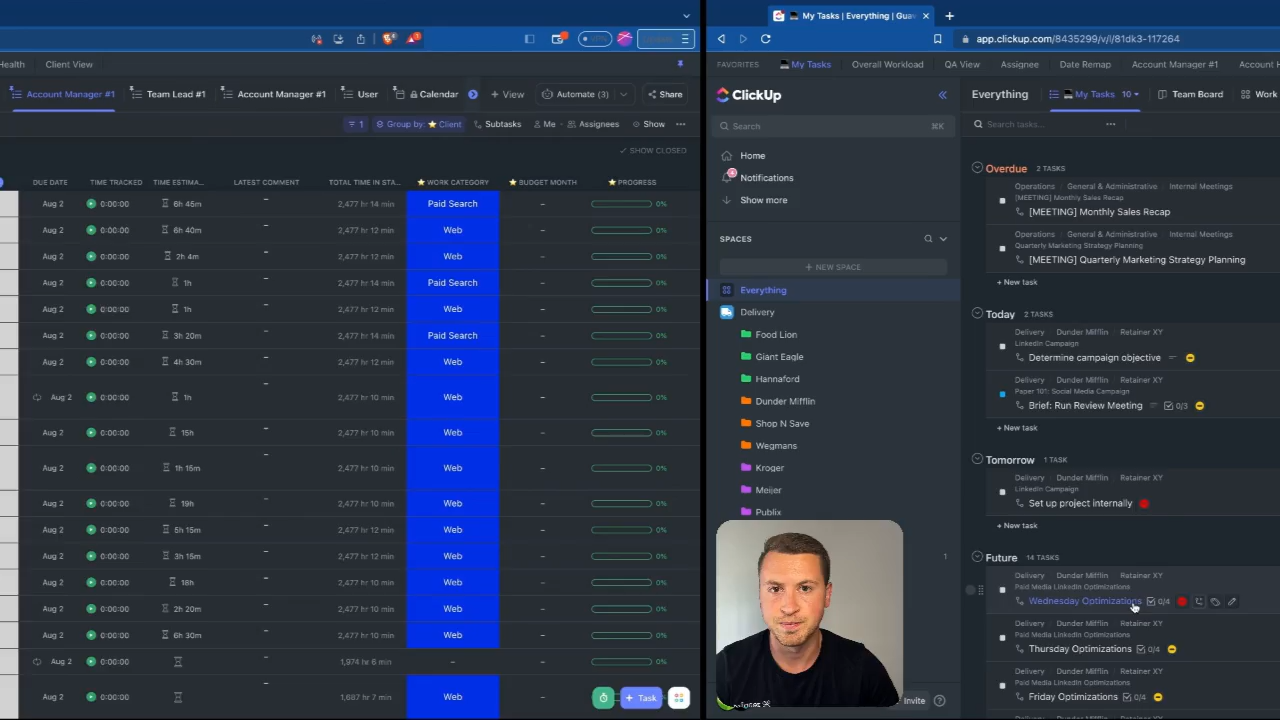 Health Client View
Account Manager #1 Team Lead #1 Account Manager #1 User Calendar + View Automate (3) Share
1 Group by: Client Subtasks Me Assignees Show
SHOW CLOSED
DUE DATE TIME TRACKED TIME ESTIMA... LATEST COMMENT TOTAL TIME IN STA... WORK CATEGORY BUDGET MONTH PROGRESS
Aug 2 0:00:00 6h 45m – 2,477 hr 14 min Paid Search – 0%
Aug 2 0:00:00 6h 40m – 2,477 hr 12 min Web – 0%
Aug 2 0:00:00 2h 4m – 2,477 hr 12 min Web – 0%
Aug 2 0:00:00 1h – 2,477 hr 14 min Paid Search – 0%
Aug 2 0:00:00 1h – 2,477 hr 12 min Web – 0%
Aug 2 0:00:00 3h 20m – 2,477 hr 14 min Paid Search – 0%
Aug 2 0:00:00 4h 30m – 2,477 hr 12 min Web – 0%
Aug 2 0:00:00 1h – 2,477 hr 10 min Web – 0%
Aug 2 0:00:00 15h – 2,477 hr 10 min Web – 0%
Aug 2 0:00:00 1h 15m – 2,477 hr 10 min Web – 0%
Aug 2 0:00:00 19h – 2,477 hr 12 min Web – 0%
Aug 2 0:00:00 5h 15m – 2,477 hr 12 min Web – 0%
Aug 2 0:00:00 3h 15m – 2,477 hr 12 min Web – 0%
Aug 2 0:00:00 18h – 2,477 hr 10 min Web – 0%
Aug 2 0:00:00 2h 20m – 2,477 hr 12 min Web – 0%
Aug 2 0:00:00 6h 30m – 2,477 hr 10 min Web – 0%
Aug 2 0:00:00 1,974 hr 6 min – – 0%
Aug 2 0:00:00 1,687 hr 7 min Web –
+ Task
My Tasks | Everything | Gua
app.clickup.com/8435299/v/l/81dk3-117264
FAVORITES My Tasks Overall Workload QA View Assignee Date Remap Account Manager #1 Account H
ClickUp
Search ⌘K
Home
4
Notifications
Show more
SPACES
+ NEW SPACE
Everything
Delivery
Food Lion
Giant Eagle
Hannaford
Dunder Mifflin
Shop N Save
Wegmans
Kroger
Meijer
Publix
1
Invite
Everything My Tasks 10 Team Board Work
Search tasks...
Overdue 2 TASKS
Operations General & Administrative Internal Meetings
[MEETING] Monthly Sales Recap
[MEETING] Monthly Sales Recap
Operations General & Administrative Internal Meetings
Quarterly Marketing Strategy Planning
[MEETING] Quarterly Marketing Strategy Planning
+ New task
Today 2 TASKS
Delivery Dunder Mifflin Retainer XY
LinkedIn Campaign
Determine campaign objective
Delivery Dunder Mifflin Retainer XY
Paper 101: Social Media Campaign
Brief: Run Review Meeting 0/3
+ New task
Tomorrow 1 TASK
Delivery Dunder Mifflin Retainer XY
LinkedIn Campaign
Set up project internally
+ New task
Future 14 TASKS
Delivery Dunder Mifflin Retainer XY
Paid Media LinkedIn Optimizations
Wednesday Optimizations 0/4
Delivery Dunder Mifflin Retainer XY
Paid Media LinkedIn Optimizations
Thursday Optimizations 0/4
Delivery Dunder Mifflin Retainer XY
Paid Media LinkedIn Optimizations
Friday Optimizations 0/4
Delivery Dunder Mifflin Retainer XY